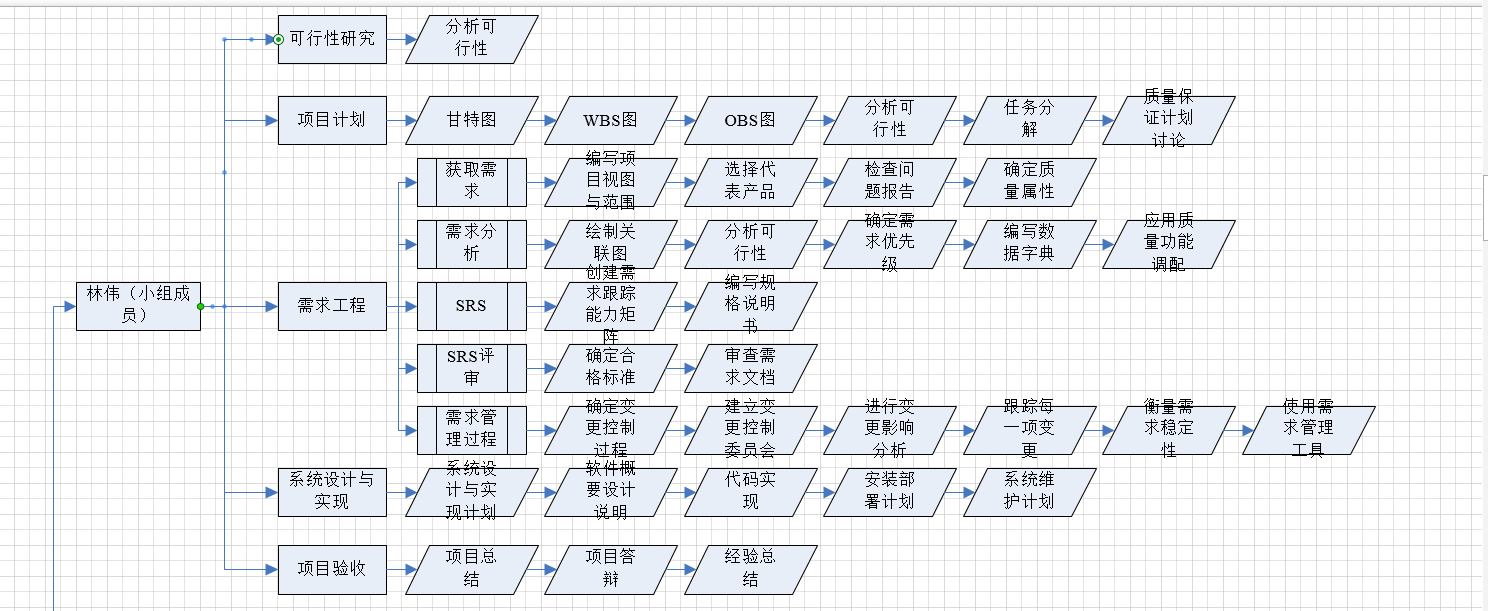 可行性研究
分析可
行性
项目计划
甘特图
WBS图
OBS图
分析可
行性
任务分
解
质量保
证计划
讨论
获取需
求
编写项
目视图
与范围
选择代
表产品
检查问
题报告
确定质
量属性
需求分
析
绘制关
联图
分析可
行性
确定需
求优先
级
编写数
据字典
应用质
量功能
调配
林伟（小组成
员）
需求工程
SRS
创建需
求跟踪
能力矩
阵
编写规
格说明
书
SRS评
审
确定合
格标准
审查需
求文档
需求管
理过程
确定变
更控制
过程
建立变
更控制
委员会
进行变
更影响
分析
跟踪每
一项变
更
衡量需
求稳定
性
使用需
求管理
工具
系统设计与
实现
系统设
计与实
现计划
软件概
要设计
说明
代码实
现
安装部
署计划
系统维
护计划
项目验收
项目总
结
项目答
辩
经验总
结